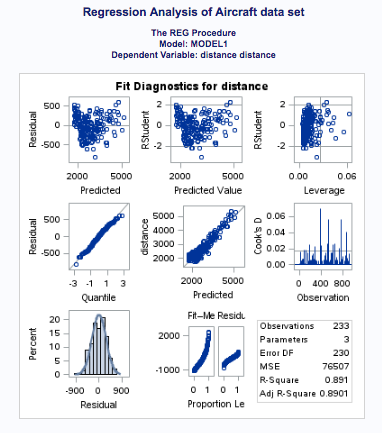 Regression Analysis of Aircraft data set
The REG Procedure
Model: MODEL1
Dependent Variable: distance distance
Fit Diagnostics for distance
Residual
500
0
-500
2000 5000
Predicted
RStudent
2
0
-2
2000 5000
Predicted Value
RStudent
2
0
-2
0.00 0.06
Leverage
Residual
500
0
-500
-3 -1 1 3
Quantile
distance
5000
4000
3000
2000
2000 5000
Predicted
Cook's D
0.06
0.04
0.02
0.00
0 400 800
Observation
Percent
20
15
10
5
0
-900 0 900
Residual
Fit–Me Residu
2000
-1000
0 1 0 1
Proportion Le
Observations 233
Parameters 3
Error DF 230
MSE 76507
R-Square 0.891
Adj R-Square 0.8901